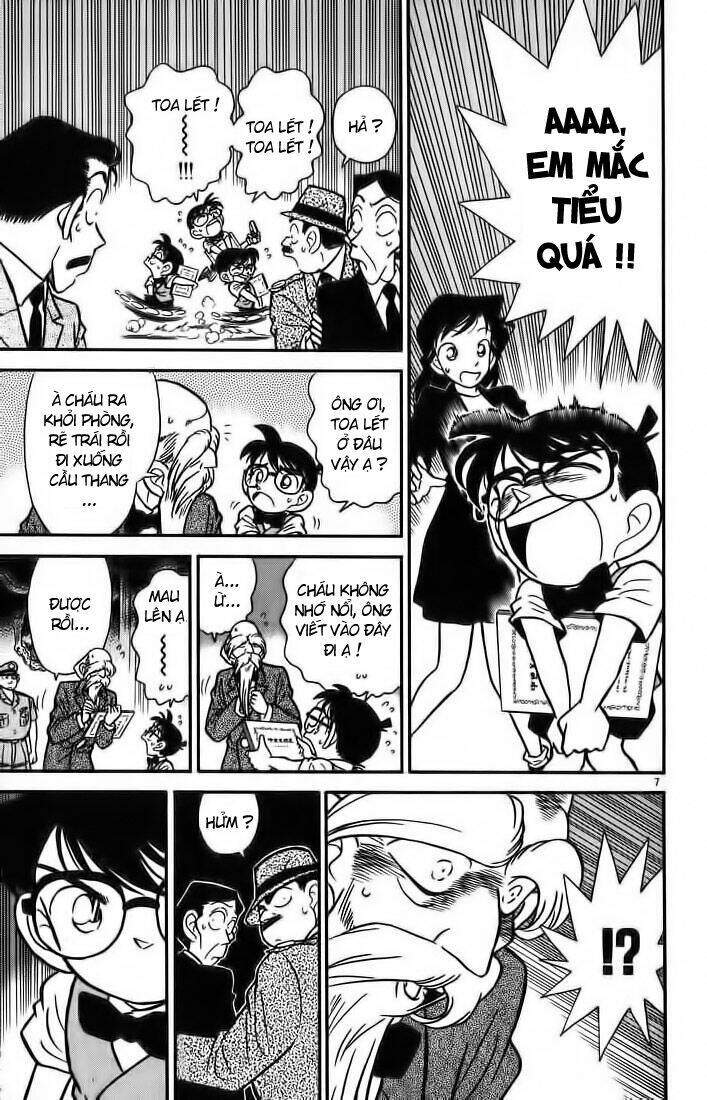 AAAA,
EM MẮC
TIỂU
QUÁ !!
HẢ ?
TOA LÉT !
TOA LÉT !
TOA LÉT !
!!!
ÔNG ƠI,
TOA LÉT
Ở ĐÂU
VẬY Ạ ?
À CHÁU RA
KHỎI PHÒNG,
RẼ TRÁI RỒI
ĐI XUỐNG
CẦU THANG
...
CHÁU KHÔNG
NHỚ NỔI, ÔNG
VIẾT VÀO ĐÂY
ĐI Ạ !
À...
Ừ...
MAU
LÊN Ạ
ĐƯỢC
RỒI...
7
!?
HỬM ?